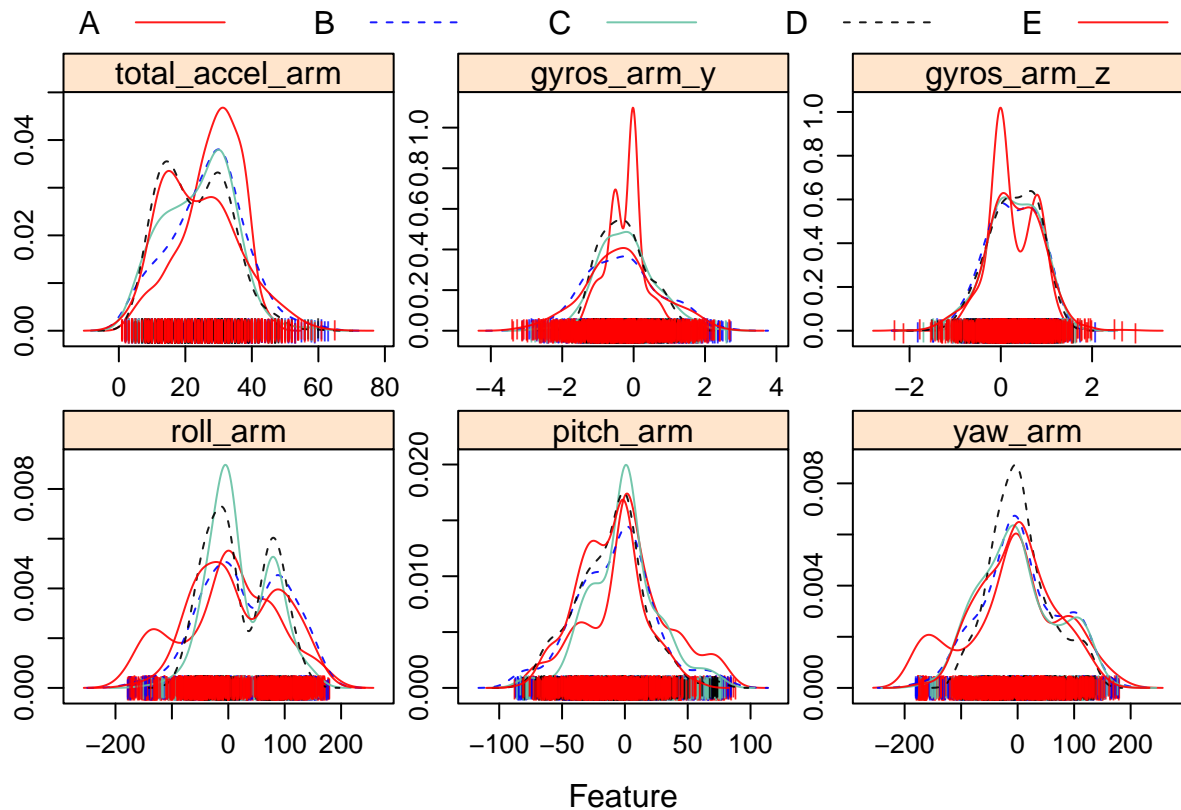 A B C D E
total_accel_arm gyros_arm_y gyros_arm_z
0.00 0.02 0.04
0.0 0.2 0.4 0.6 0.8 1.0
0.0 0.2 0.4 0.6 0.8 1.0
0 20 40 60 80
−4 −2 0 2 4
−2 0 2
roll_arm pitch_arm yaw_arm
0.000 0.004 0.008
0.000 0.010 0.020
0.000 0.004 0.008
−200 0 100 200
−100 0 50 100
−200 0 100 200
Feature